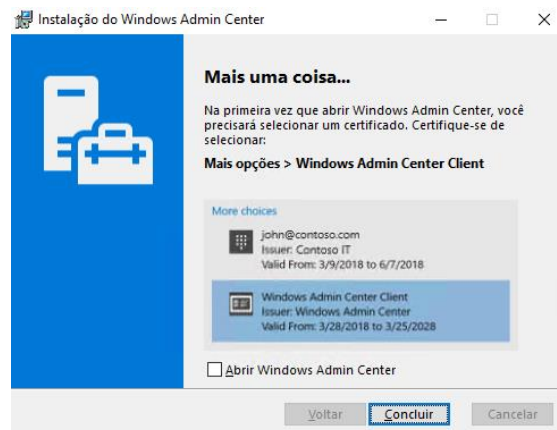 Instalação do Windows Admin Center
Mais uma coisa...
Na primeira vez que abrir Windows Admin Center, você
precisará selecionar um certificado. Certifique-se de
selecionar:
Mais opções > Windows Admin Center Client
More choices
john@contoso.com
Issuer: Contoso IT
Valid From: 3/9/2018 to 6/7/2018
Windows Admin Center Client
Issuer: Windows Admin Center
Valid From: 3/28/2018 to 3/25/2028
Abrir Windows Admin Center
Voltar Concluir Cancelar